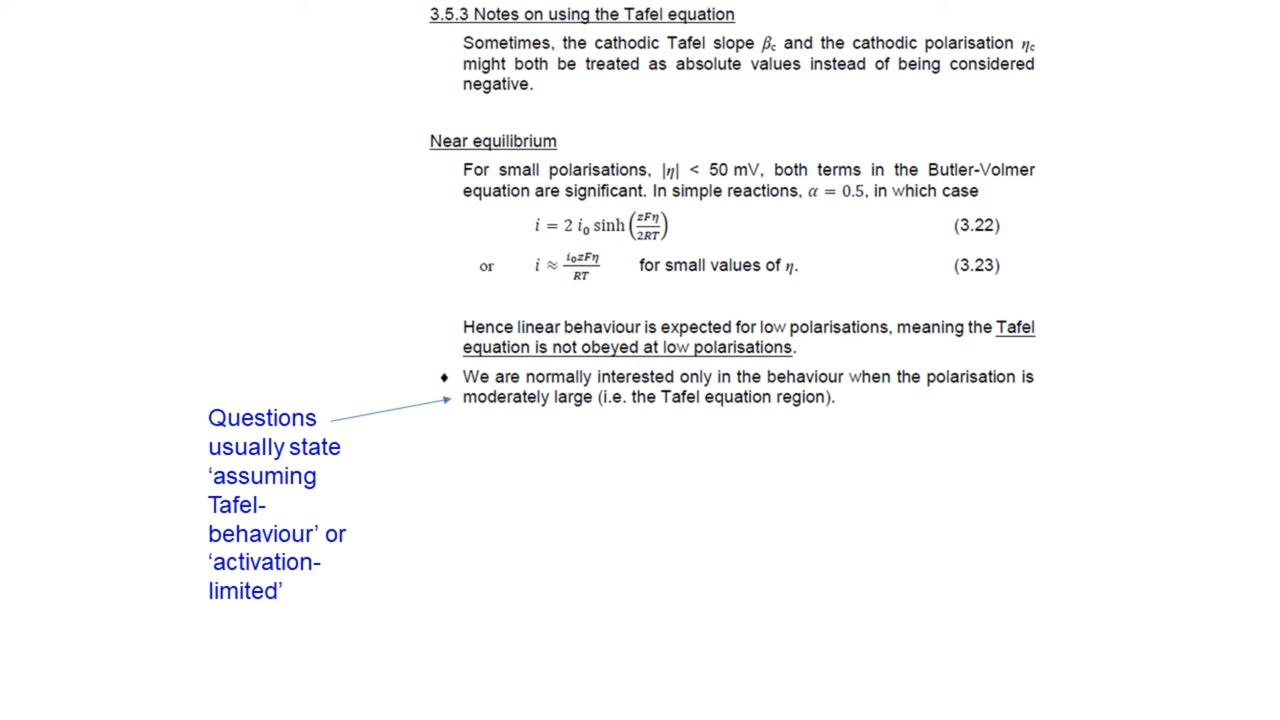 3.5.3 Notes on using the Tafel equation
Sometimes, the cathodic Tafel slope β꜀ and the cathodic polarisation η꜀
might both be treated as absolute values instead of being considered
negative.
Near equilibrium
For small polarisations, |η| < 50 mV, both terms in the Butler-Volmer
equation are significant. In simple reactions, α = 0.5, in which case
i = 2 i₀ sinh (zFη/2RT) (3.22)
or i ≈ i₀zFη/RT for small values of η. (3.23)
Hence linear behaviour is expected for low polarisations, meaning the Tafel
equation is not obeyed at low polarisations.
♦ We are normally interested only in the behaviour when the polarisation is
moderately large (i.e. the Tafel equation region).
Questions
usually state
‘assuming
Tafel-
behaviour’ or
‘activation-
limited’